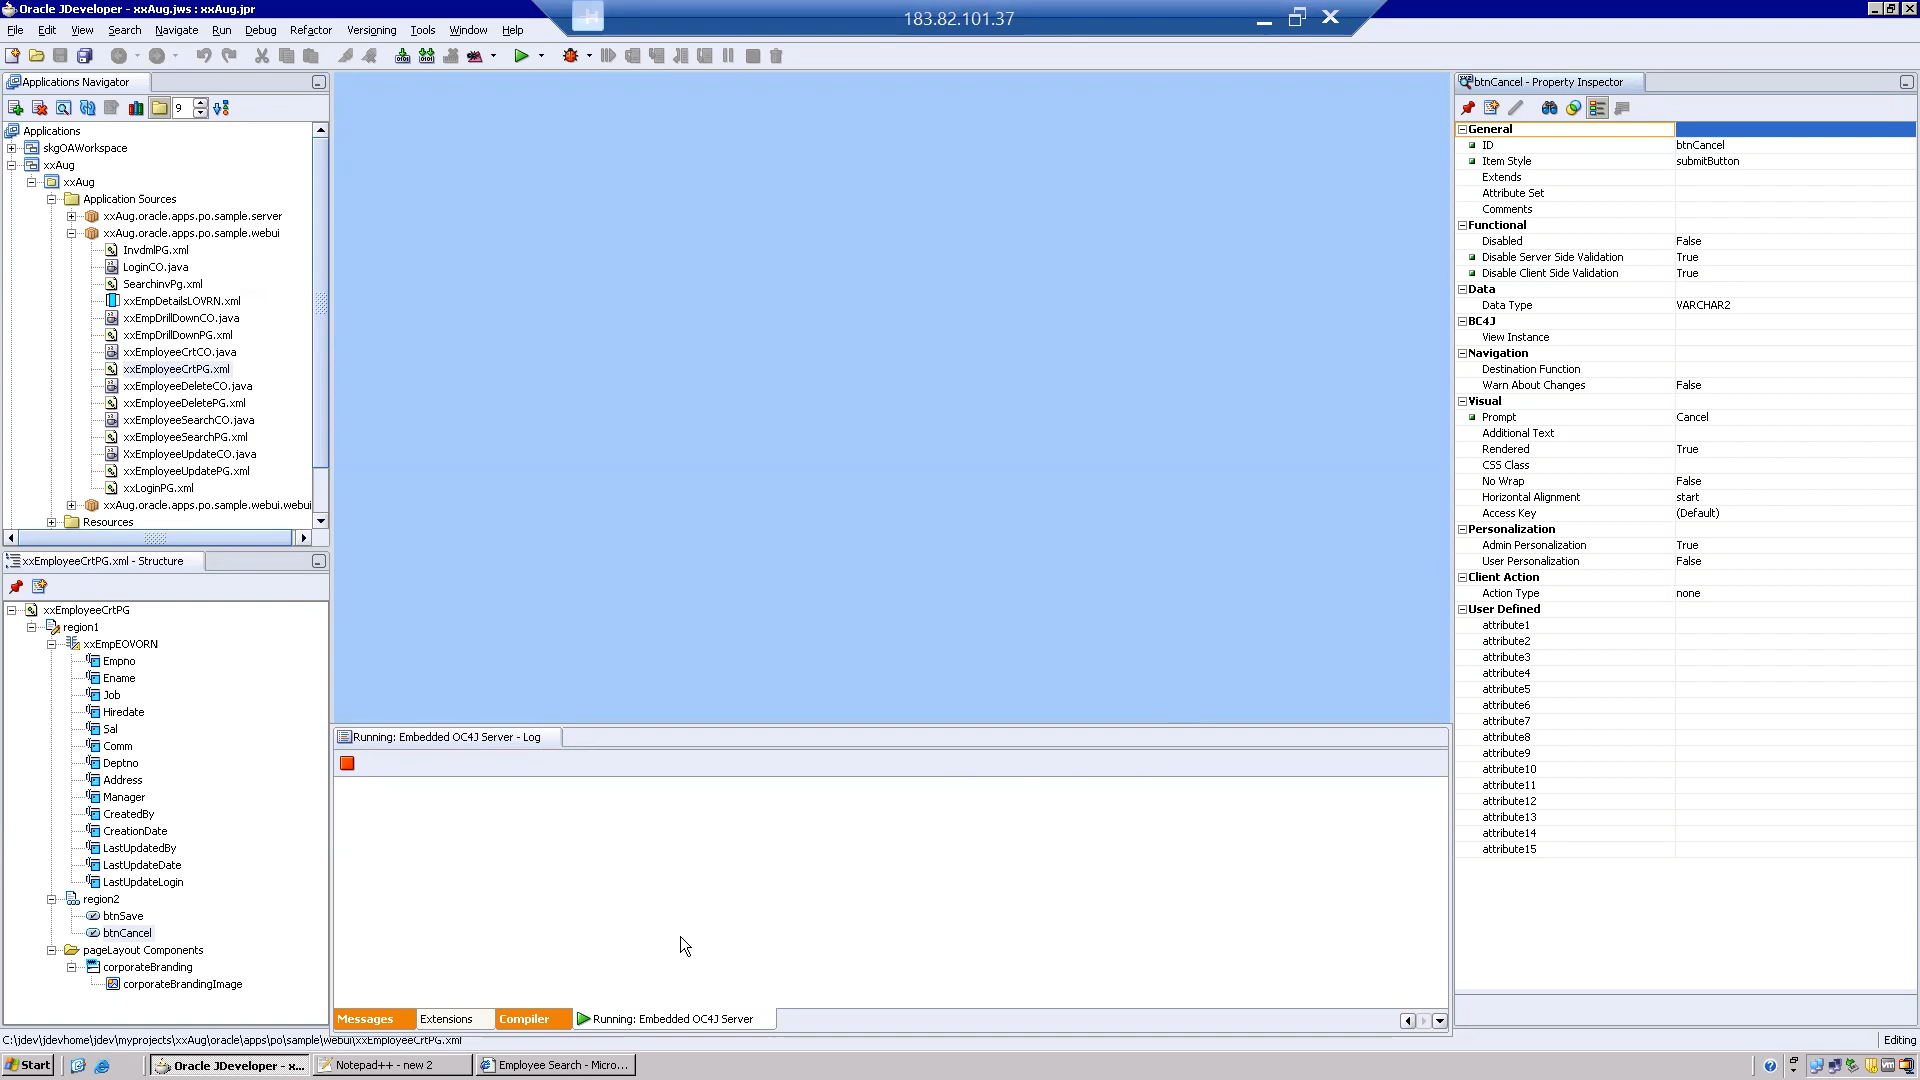 Oracle JDeveloper - xxAug.jws : xxAug.jpr
183.82.101.37
File Edit View Search Navigate Run Debug Refactor Versioning Tools Window Help
Applications Navigator
9
Applications
skgOAWorkspace
xxAug
xxAug
Application Sources
xxAug.oracle.apps.po.sample.server
xxAug.oracle.apps.po.sample.webui
InvdmlPG.xml
LoginCO.java
SearchinvPg.xml
xxEmpDetailsLOVRN.xml
xxEmpDrillDownCO.java
xxEmpDrillDownPG.xml
xxEmployeeCrtCO.java
xxEmployeeCrtPG.xml
xxEmployeeDeleteCO.java
xxEmployeeDeletePG.xml
xxEmployeeSearchCO.java
xxEmployeeSearchPG.xml
XxEmployeeUpdateCO.java
xxEmployeeUpdatePG.xml
xxLoginPG.xml
xxAug.oracle.apps.po.sample.webui.webui
Resources
xxEmployeeCrtPG.xml - Structure
xxEmployeeCrtPG
region1
xxEmpEOVORN
Empno
Ename
Job
Hiredate
Sal
Comm
Deptno
Address
Manager
CreatedBy
CreationDate
LastUpdatedBy
LastUpdateDate
LastUpdateLogin
region2
btnSave
btnCancel
pageLayout Components
corporateBranding
corporateBrandingImage
Running: Embedded OC4J Server - Log
Messages Extensions Compiler Running: Embedded OC4J Server
btnCancel - Property Inspector
General
ID btnCancel
Item Style submitButton
Extends
Attribute Set
Comments
Functional
Disabled False
Disable Server Side Validation True
Disable Client Side Validation True
Data
Data Type VARCHAR2
BC4J
View Instance
Navigation
Destination Function
Warn About Changes False
Visual
Prompt Cancel
Additional Text
Rendered True
CSS Class
No Wrap False
Horizontal Alignment start
Access Key (Default)
Personalization
Admin Personalization True
User Personalization False
Client Action
Action Type none
User Defined
attribute1
attribute2
attribute3
attribute4
attribute5
attribute6
attribute7
attribute8
attribute9
attribute10
attribute11
attribute12
attribute13
attribute14
attribute15
C:\jdev\jdevhome\jdev\myprojects\xxAug\oracle\apps\po\sample\webui\xxEmployeeCrtPG.xml
Editing
Start Oracle JDeveloper - x... Notepad++ - new 2 Employee Search - Micro...